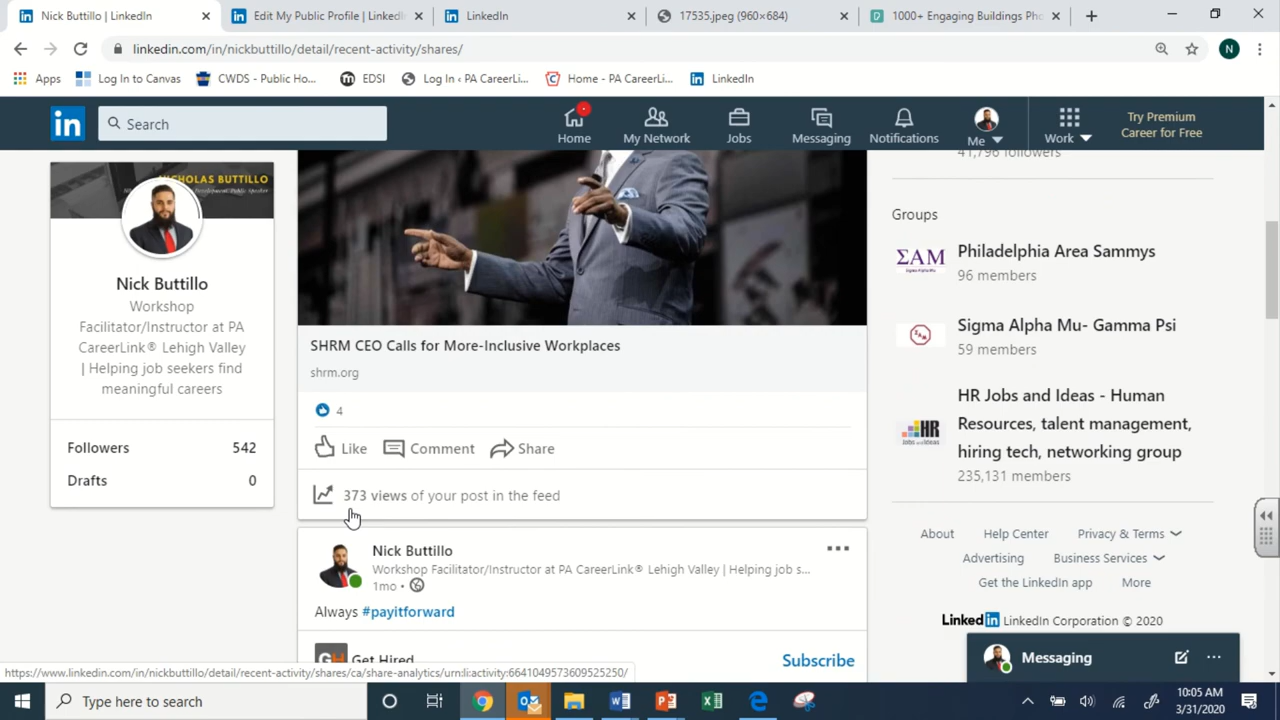 Nick Buttillo | LinkedIn
Edit My Public Profile | LinkedIn
LinkedIn
17535.jpeg (960×684)
1000+ Engaging Buildings Pho
linkedin.com/in/nickbuttillo/detail/recent-activity/shares/
N
Apps
Log In to Canvas
CWDS - Public Ho...
EDSI
Log In ‹ PA CareerLi...
Home - PA CareerLi...
LinkedIn
in
Search
Home
My Network
Jobs
Messaging
Notifications
Me
Work
Try Premium
Career for Free
NICHOLAS BUTTILLO
Nick Buttillo
Workshop
Facilitator/Instructor at PA
CareerLink® Lehigh Valley
| Helping job seekers find
meaningful careers
Followers 542
Drafts 0
SHRM CEO Calls for More-Inclusive Workplaces
shrm.org
4
Like
Comment
Share
373 views of your post in the feed
Nick Buttillo
Workshop Facilitator/Instructor at PA CareerLink® Lehigh Valley | Helping job s...
1mo •
Always #payitforward
Get Hired
Subscribe
41,796 followers
Groups
ΣAM
Philadelphia Area Sammys
96 members
Sigma Alpha Mu- Gamma Psi
59 members
HR Jobs and Ideas - Human
Resources, talent management,
hiring tech, networking group
235,131 members
About
Help Center
Privacy & Terms
Advertising
Business Services
Get the LinkedIn app
More
LinkedIn LinkedIn Corporation © 2020
Messaging
https://www.linkedin.com/in/nickbuttillo/detail/recent-activity/shares/ca/share-analytics/urn:li:activity:6641049573609525250/
Type here to search
10:05 AM
3/31/2020